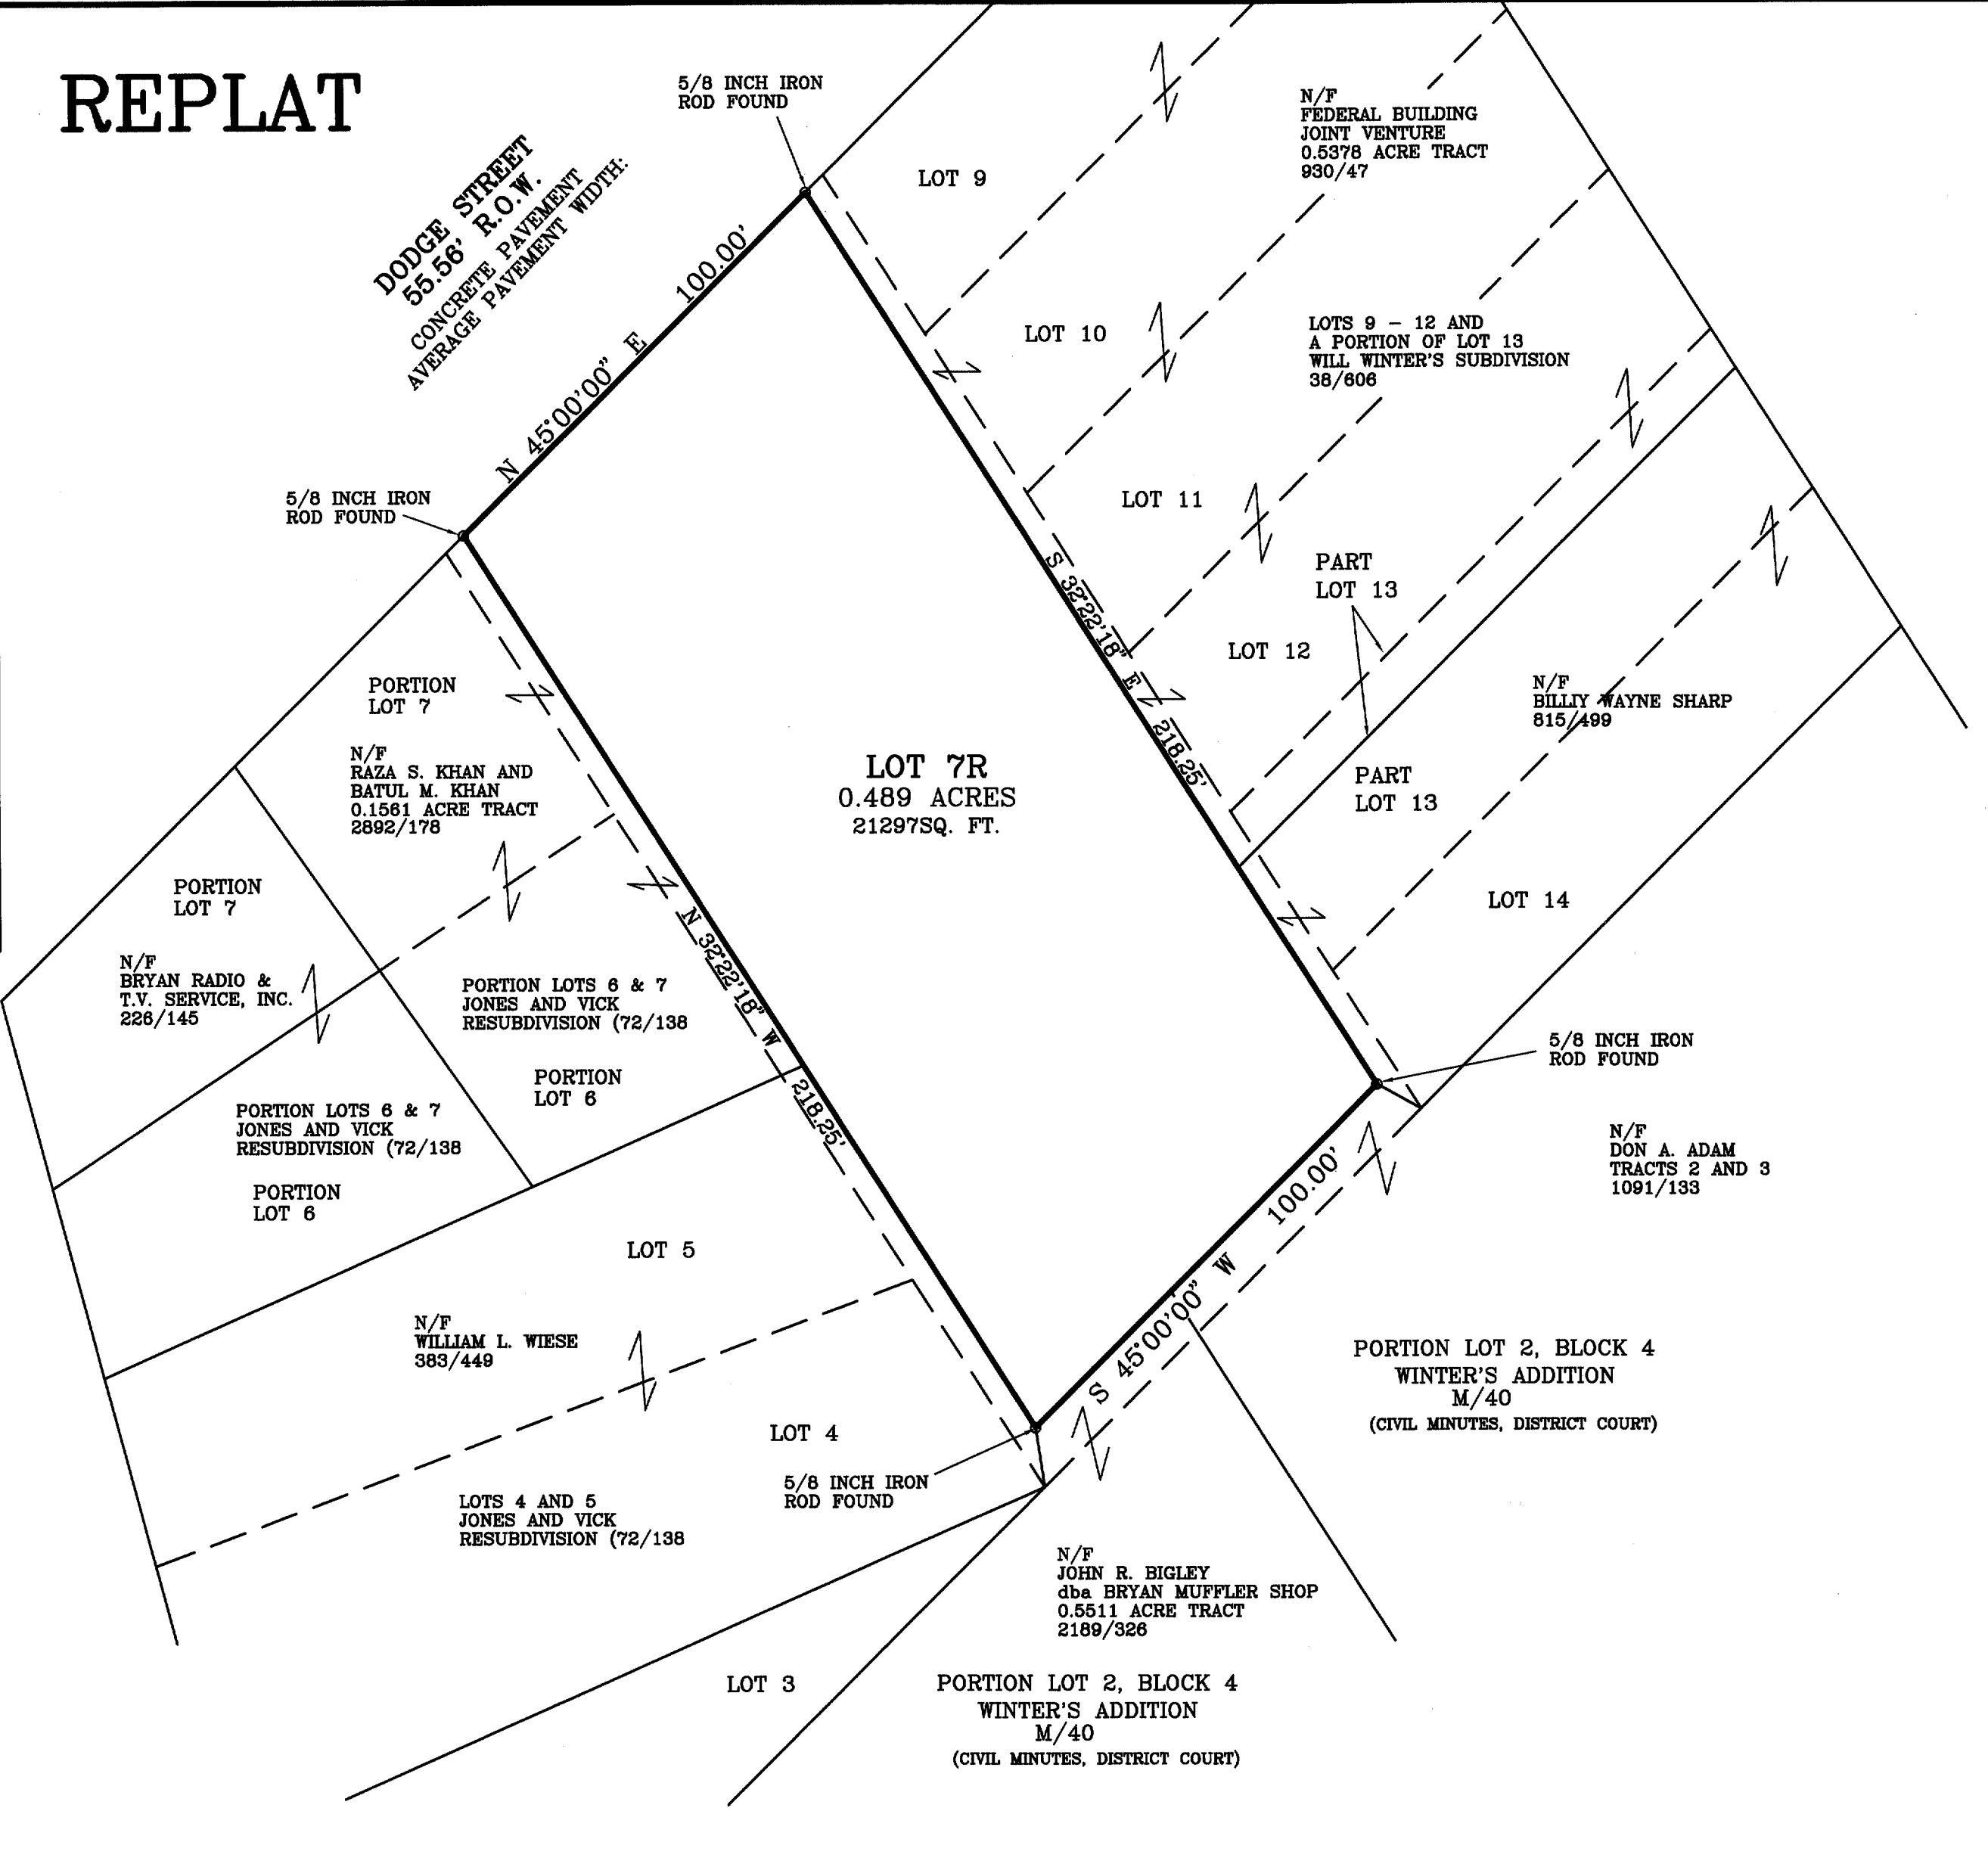 REPLAT
5/8 INCH IRON
ROD FOUND
DODGE STREET
55.56' R.O.W.
CONCRETE PAVEMENT
AVERAGE PAVEMENT WIDTH:
N 45°00'00" E 100.00'
5/8 INCH IRON
ROD FOUND
LOT 9
N/F
FEDERAL BUILDING
JOINT VENTURE
0.5378 ACRE TRACT
930/47
LOT 10
LOTS 9 - 12 AND
A PORTION OF LOT 13
WILL WINTER'S SUBDIVISION
38/606
LOT 11
PART
LOT 13
LOT 12
S 32°22'18" E 218.25'
N/F
BILLIY WAYNE SHARP
815/499
PART
LOT 13
LOT 14
LOT 7R
0.489 ACRES
21297SQ. FT.
PORTION
LOT 7
N/F
RAZA S. KHAN AND
BATUL M. KHAN
0.1561 ACRE TRACT
2892/178
PORTION
LOT 7
N/F
BRYAN RADIO &
T.V. SERVICE, INC.
226/145
N 32°22'18" W 218.25'
PORTION LOTS 6 & 7
JONES AND VICK
RESUBDIVISION (72/138
PORTION
LOT 6
PORTION LOTS 6 & 7
JONES AND VICK
RESUBDIVISION (72/138
PORTION
LOT 6
5/8 INCH IRON
ROD FOUND
N/F
DON A. ADAM
TRACTS 2 AND 3
1091/133
S 45°00'00" W 100.00'
LOT 5
N/F
WILLIAM L. WIESE
383/449
LOT 4
5/8 INCH IRON
ROD FOUND
LOTS 4 AND 5
JONES AND VICK
RESUBDIVISION (72/138
PORTION LOT 2, BLOCK 4
WINTER'S ADDITION
M/40
(CIVIL MINUTES, DISTRICT COURT)
N/F
JOHN R. BIGLEY
dba BRYAN MUFFLER SHOP
0.5511 ACRE TRACT
2189/326
LOT 3
PORTION LOT 2, BLOCK 4
WINTER'S ADDITION
M/40
(CIVIL MINUTES, DISTRICT COURT)